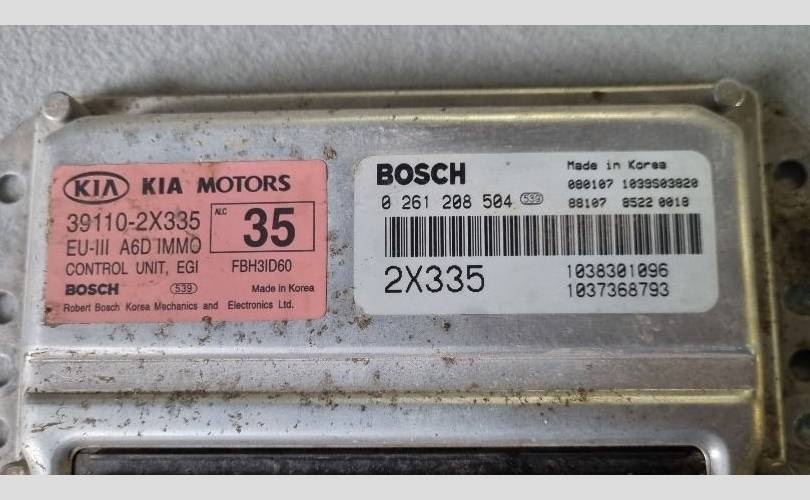 KIA KIA MOTORS
39110-2X335
EU-III A6D IMMO
CONTROL UNIT, EGI
ALC 35
FBH3ID60
BOSCH 539 Made in Korea
Robert Bosch Korea Mechanics and Electronics Ltd.
BOSCH
0 261 208 504 539
Made in Korea
080107 1039S03820
88107 8522 0018
2X335
1038301096
1037368793